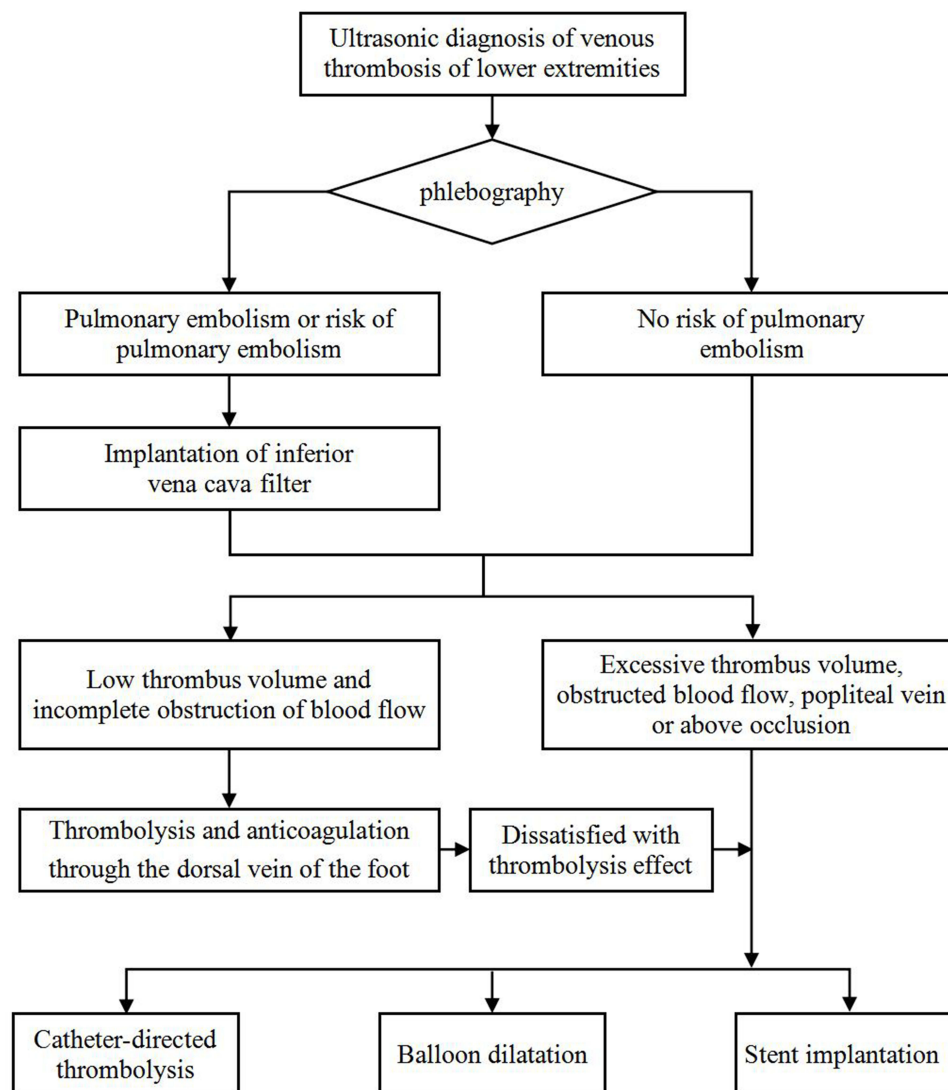 Ultrasonic diagnosis of venous
thrombosis of lower extremities
phlebography
Pulmonary embolism or risk of
pulmonary embolism
No risk of pulmonary
embolism
Implantation of inferior
vena cava filter
Low thrombus volume and
incomplete obstruction of blood flow
Excessive thrombus volume,
obstructed blood flow, popliteal vein
or above occlusion
Thrombolysis and anticoagulation
through the dorsal vein of the foot
Dissatisfied with
thrombolysis effect
Catheter-directed
thrombolysis
Balloon dilatation
Stent implantation